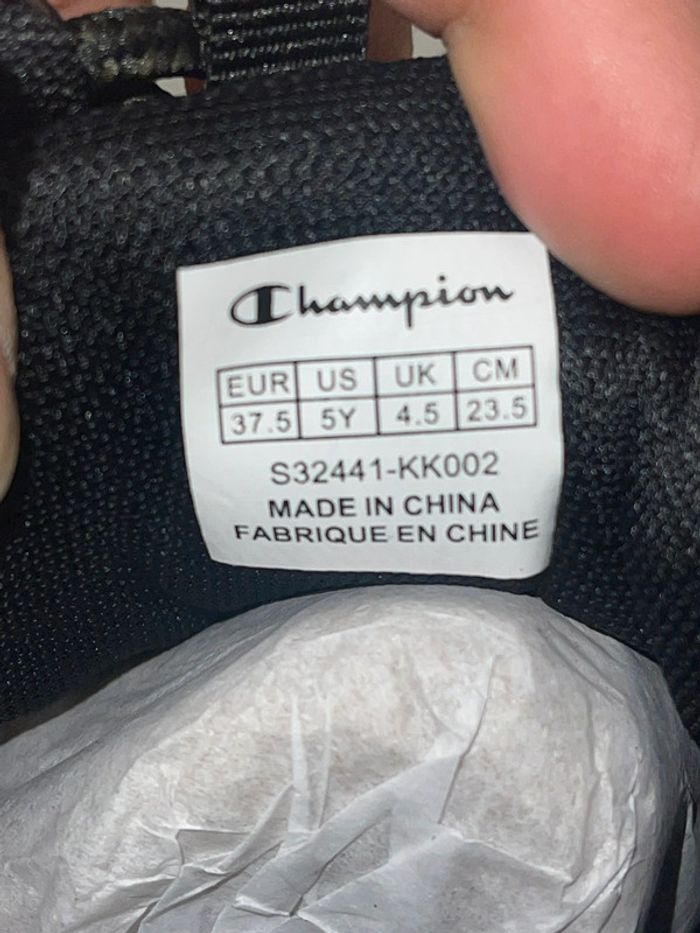 Champion
EUR US UK CM
37.5 5Y 4.5 23.5
S32441-KK002
MADE IN CHINA
FABRIQUE EN CHINE